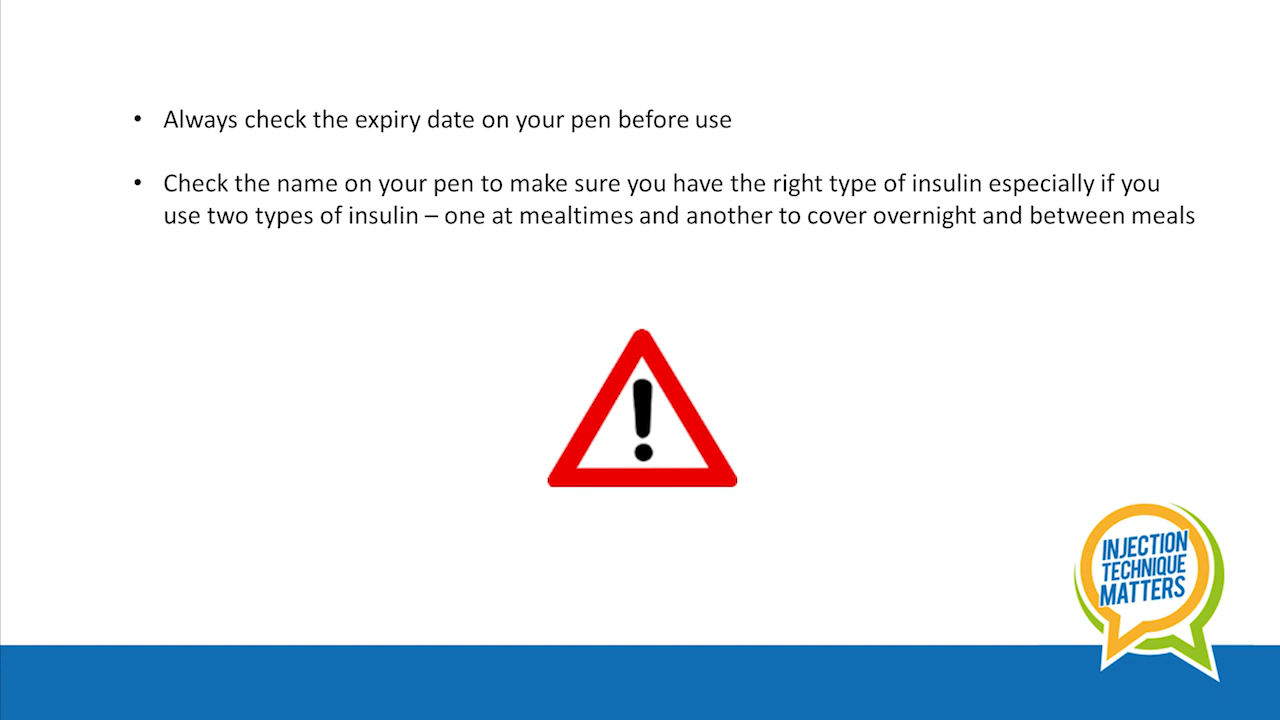 • Always check the expiry date on your pen before use
• Check the name on your pen to make sure you have the right type of insulin especially if you
use two types of insulin – one at mealtimes and another to cover overnight and between meals
!
INJECTION
TECHNIQUE
MATTERS